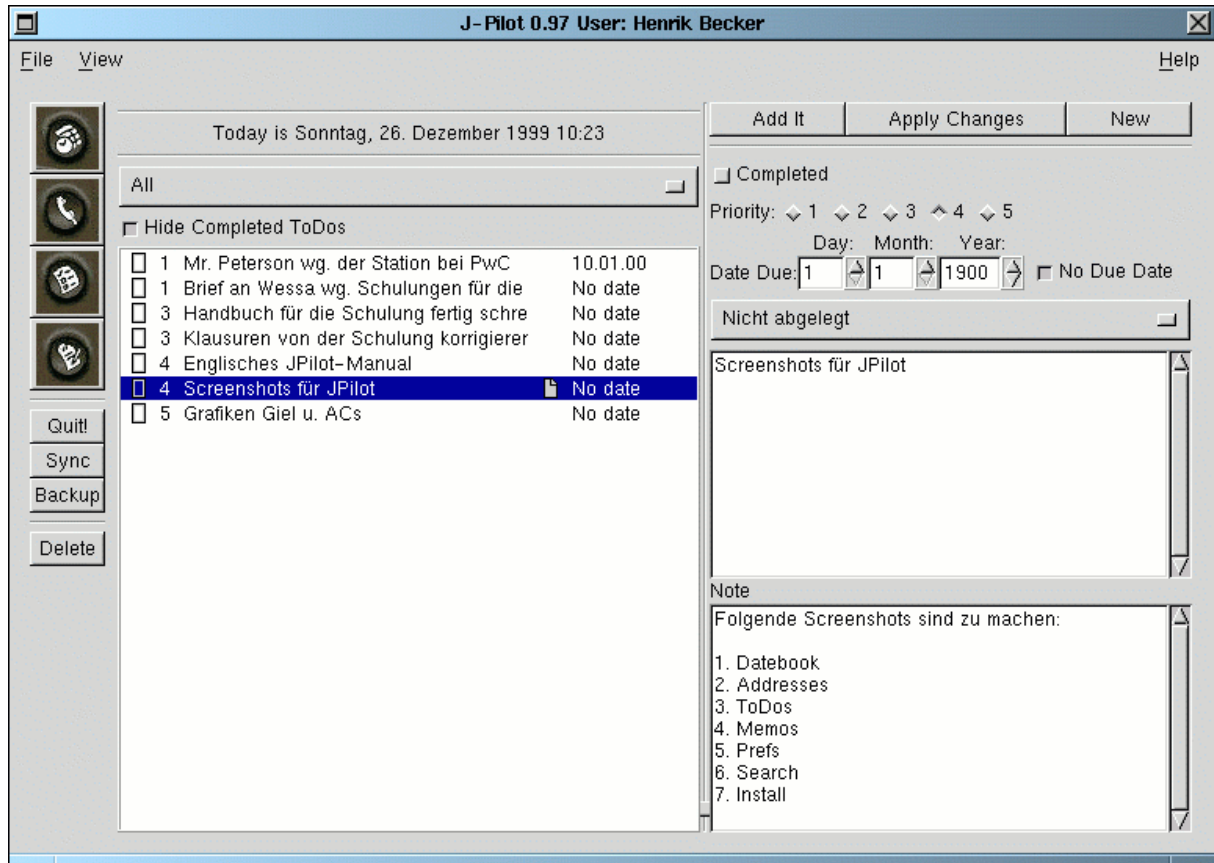 J-Pilot 0.97 User: Henrik Becker
File View Help
Today is Sonntag, 26. Dezember 1999 10:23
All
Hide Completed ToDos
1 Mr. Peterson wg. der Station bei PwC 10.01.00
1 Brief an Wessa wg. Schulungen für die No date
3 Handbuch für die Schulung fertig schre No date
3 Klausuren von der Schulung korrigierer No date
4 Englisches JPilot-Manual No date
4 Screenshots für JPilot No date
5 Grafiken Giel u. ACs No date
Quit!
Sync
Backup
Delete
Add It Apply Changes New
Completed
Priority: 1 2 3 4 5
Day: Month: Year:
Date Due: 1 1 1900 No Due Date
Nicht abgelegt
Screenshots für JPilot
Note
Folgende Screenshots sind zu machen:
1. Datebook
2. Addresses
3. ToDos
4. Memos
5. Prefs
6. Search
7. Install